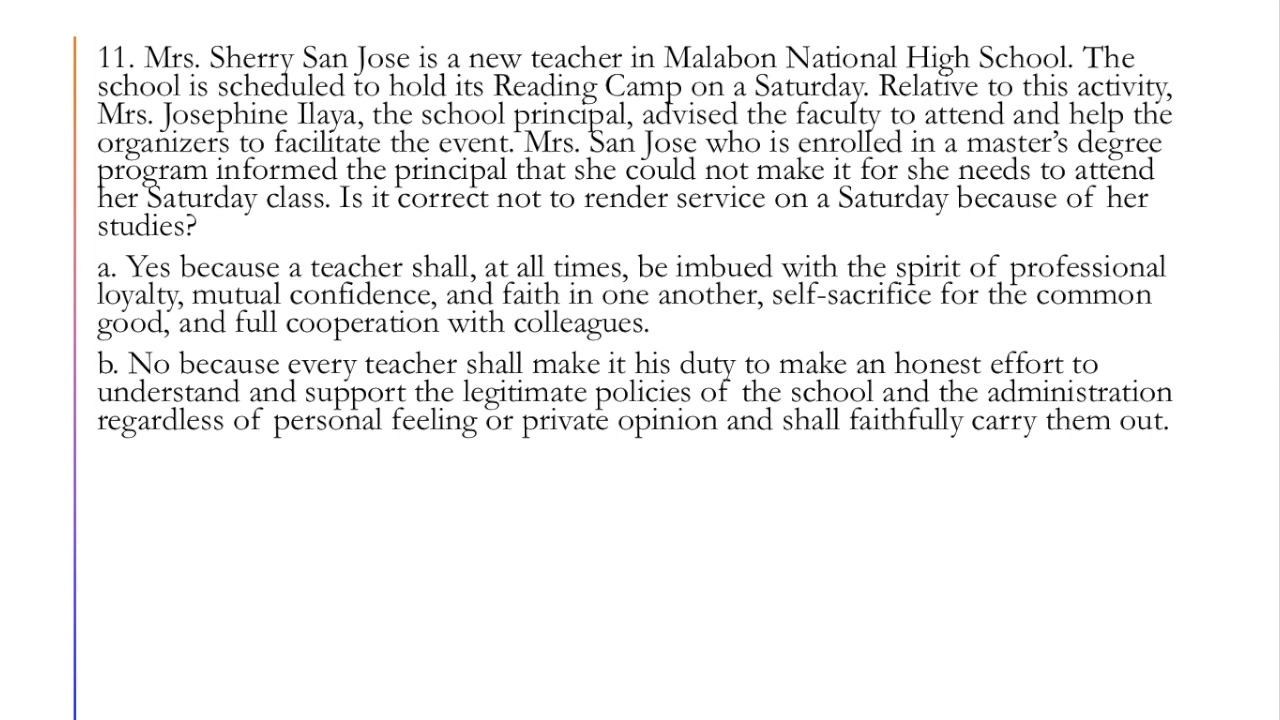 11. Mrs. Sherry San Jose is a new teacher in Malabon National High School. The
school is scheduled to hold its Reading Camp on a Saturday. Relative to this activity,
Mrs. Josephine Ilaya, the school principal, advised the faculty to attend and help the
organizers to facilitate the event. Mrs. San Jose who is enrolled in a master’s degree
program informed the principal that she could not make it for she needs to attend
her Saturday class. Is it correct not to render service on a Saturday because of her
studies?
a. Yes because a teacher shall, at all times, be imbued with the spirit of professional
loyalty, mutual confidence, and faith in one another, self-sacrifice for the common
good, and full cooperation with colleagues.
b. No because every teacher shall make it his duty to make an honest effort to
understand and support the legitimate policies of the school and the administration
regardless of personal feeling or private opinion and shall faithfully carry them out.